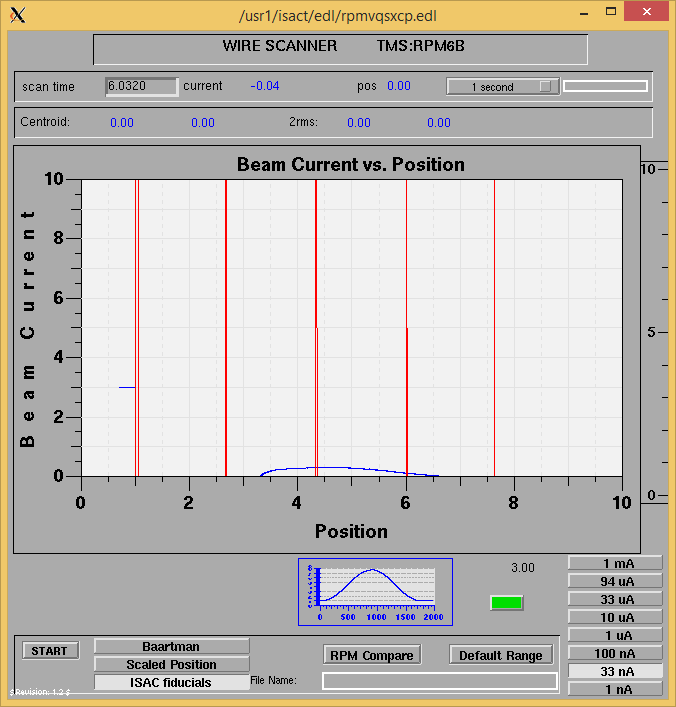 /usr1/isact/edl/rpmvqsxcp.edl
WIRE SCANNER TMS:RPM6B
scan time 6.0320 current -0.04 pos 0.00 1 second
Centroid: 0.00 0.00 2rms: 0.00 0.00
Beam Current vs. Position
10
8
6
4
2
0
Beam Current
0 2 4 6 8 10
Position
10
5
0
8
0 500 1000 1500 2000
3.00
1 mA
94 uA
33 uA
10 uA
1 uA
100 nA
33 nA
1 nA
START
Baartman
Scaled Position
ISAC fiducials
RPM Compare
Default Range
File Name:
$Revision: 1.2 $